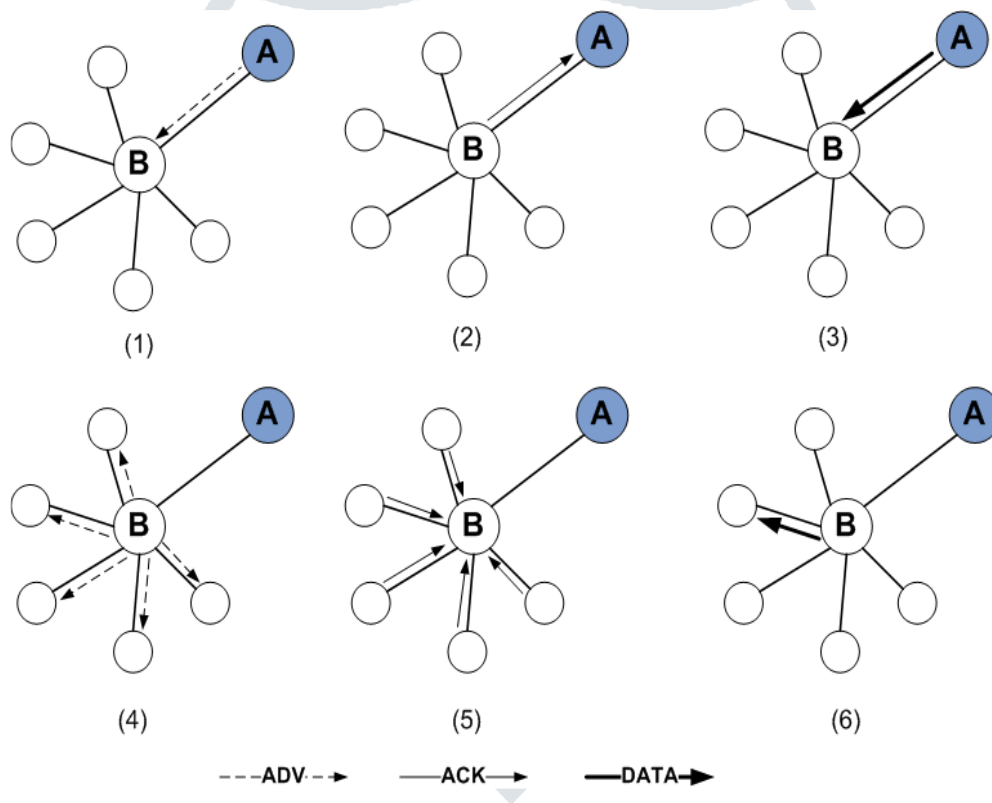 A A A
B B B
(1) (2) (3)
A A A
B B B
(4) (5) (6)
ADV ACK DATA